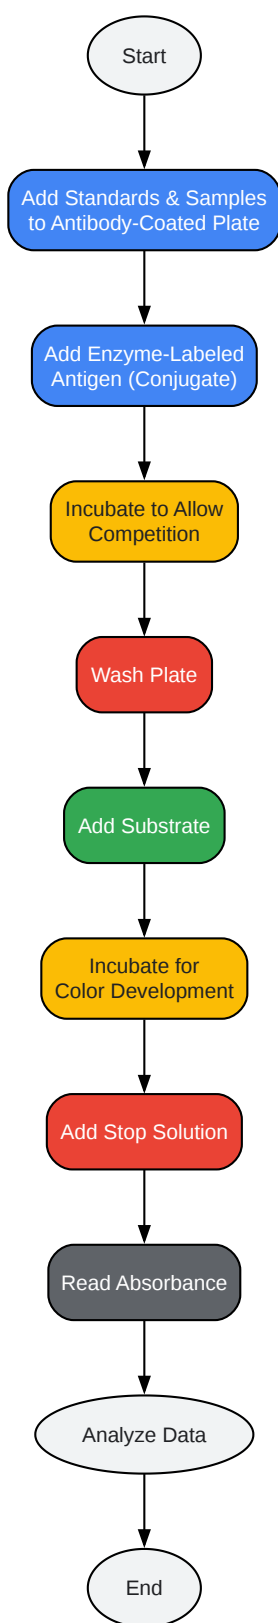 Start
Add Standards & Samples
to Antibody-Coated Plate
Add Enzyme-Labeled
Antigen (Conjugate)
Incubate to Allow
Competition
Wash Plate
Add Substrate
Incubate for
Color Development
Add Stop Solution
Read Absorbance
Analyze Data
End